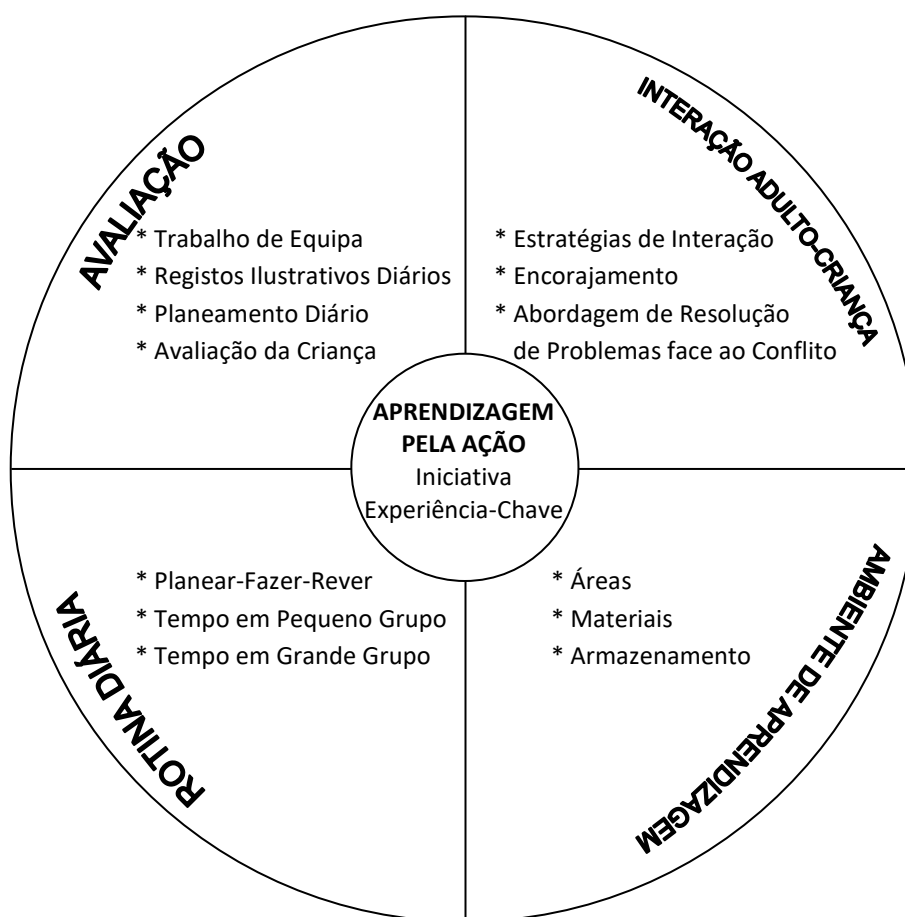 AVALIAÇÃO
* Trabalho de Equipa
* Registos Ilustrativos Diários
* Planeamento Diário
* Avaliação da Criança
INTERAÇÃO ADULTO-CRIANÇA
* Estratégias de Interação
* Encorajamento
* Abordagem de Resolução
de Problemas face ao Conflito
APRENDIZAGEM
PELA AÇÃO
Iniciativa
Experiência-Chave
ROTINA DIÁRIA
* Planear-Fazer-Rever
* Tempo em Pequeno Grupo
* Tempo em Grande Grupo
AMBIENTE DE APRENDIZAGEM
* Áreas
* Materiais
* Armazenamento